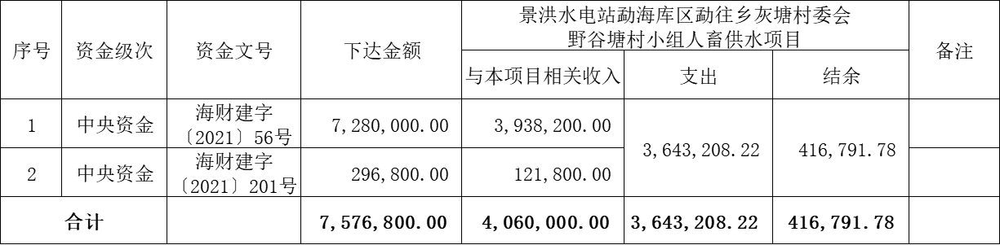 序号 资金级次 资金文号 下达金额 景洪水电站勐海库区勐往乡灰塘村委会 备注
野谷塘村小组人畜供水项目
与本项目相关收入 支出 结余
1 中央资金 海财建字 7,280,000.00 3,938,200.00 3,643,208.22 416,791.78
〔2021〕56号
2 中央资金 海财建字 296,800.00 121,800.00
〔2021〕201号
合计 7,576,800.00 4,060,000.00 3,643,208.22 416,791.78